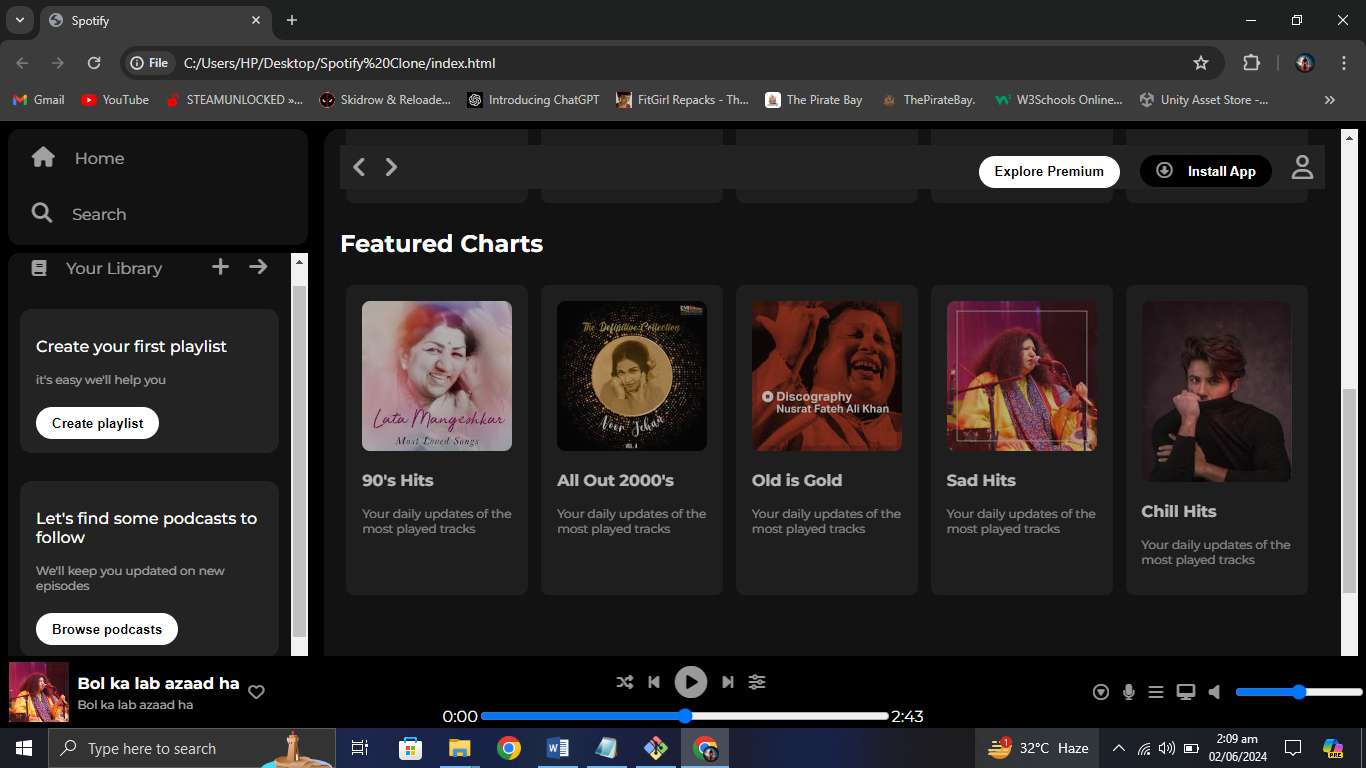 Spotify
File
C:/Users/HP/Desktop/Spotify%20Clone/index.html
Gmail
YouTube
STEAMUNLOCKED »...
Skidrow & Reloade...
Introducing ChatGPT
FitGirl Repacks - Th...
The Pirate Bay
ThePirateBay.
W3Schools Online...
Unity Asset Store -...
»
Home
Search
Your Library
Create your first playlist
it's easy we'll help you
Create playlist
Let's find some podcasts to
follow
We'll keep you updated on new
episodes
Browse podcasts
Explore Premium
Install App
Featured Charts
Lata Mangeshkar
Most Loved Songs
90's Hits
Your daily updates of the
most played tracks
The Definitive Collection
Noor Jehan
VOL. 4
All Out 2000's
Your daily updates of the
most played tracks
Discography
Nusrat Fateh Ali Khan
Old is Gold
Your daily updates of the
most played tracks
Sad Hits
Your daily updates of the
most played tracks
Chill Hits
Your daily updates of the
most played tracks
Bol ka lab azaad ha
Bol ka lab azaad ha
0:00
2:43
Type here to search
1
32°C Haze
2:09 am
02/06/2024
PRE